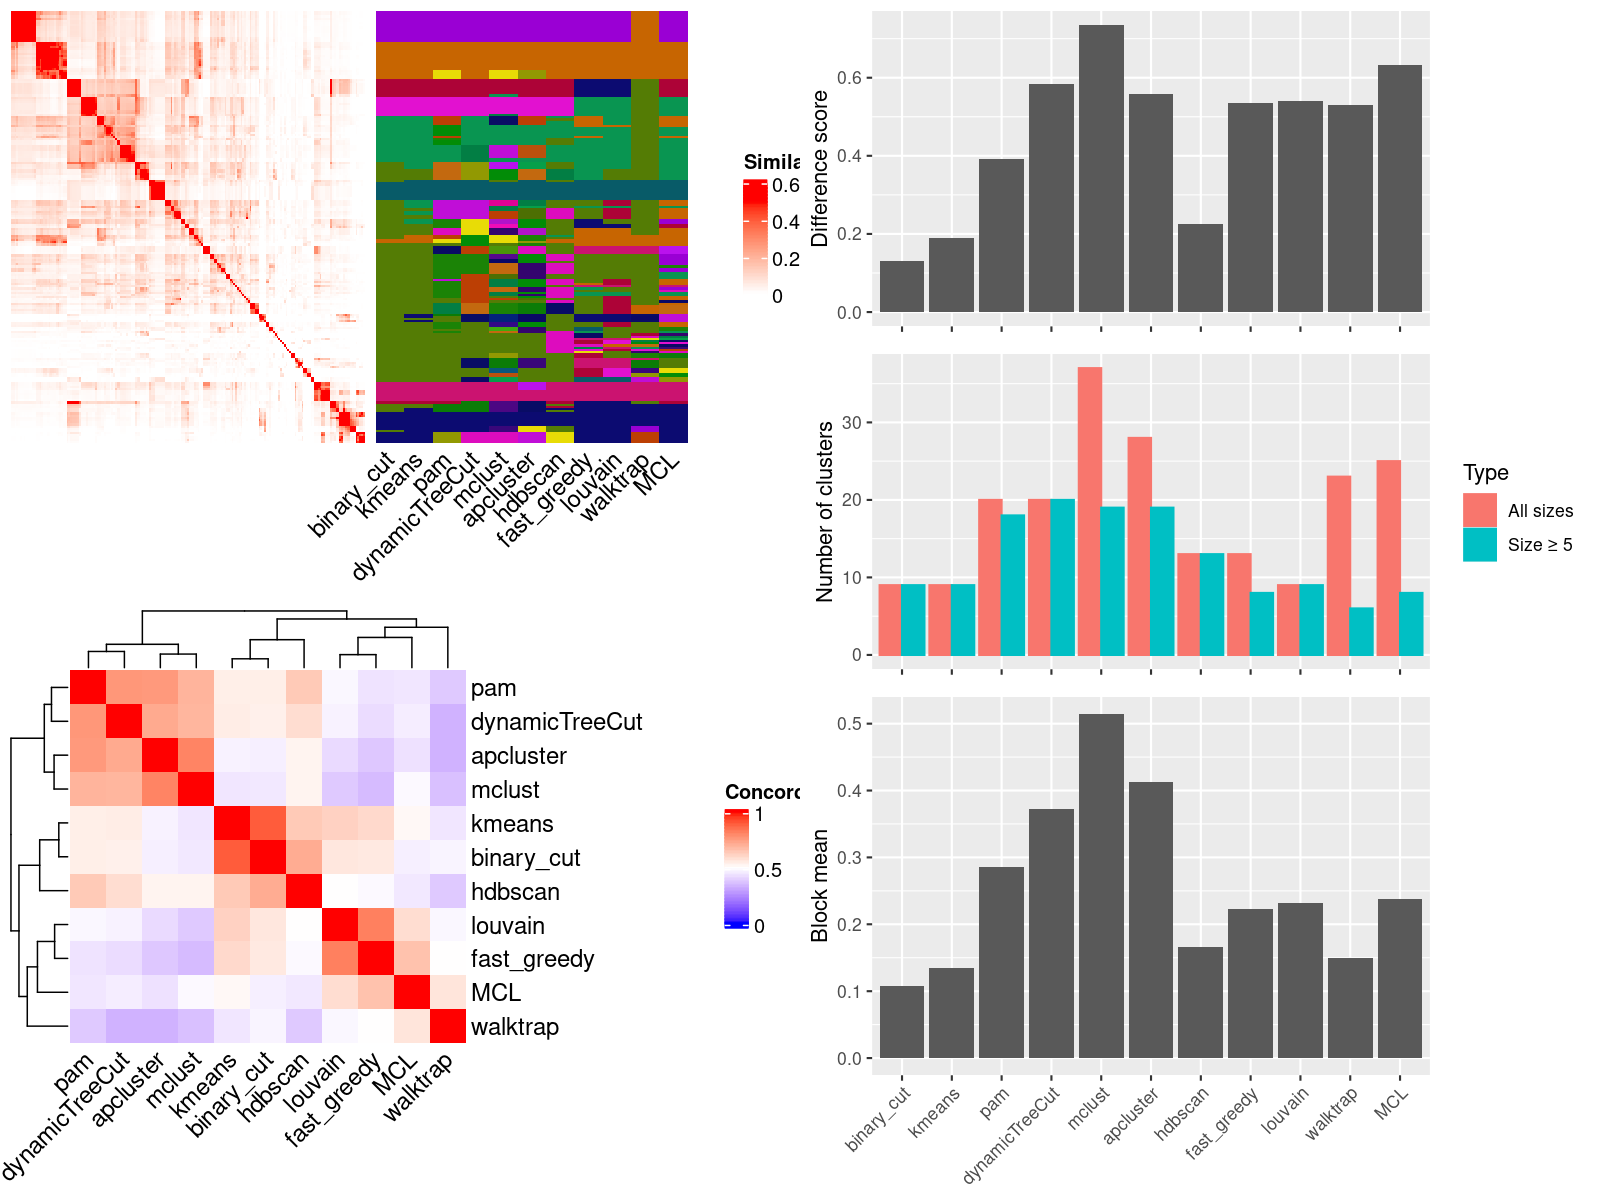 Simila
0.6
0.4
0.2
0
binary_cut
kmeans
pam
dynamicTreeCut
mclust
apcluster
hdbscan
fast_greedy
louvain
walktrap
MCL
Difference score
0.6
0.4
0.2
0.0
Number of clusters
30
20
10
0
Type
All sizes
Size ≥ 5
pam
dynamicTreeCut
apcluster
mclust
kmeans
binary_cut
hdbscan
louvain
fast_greedy
MCL
walktrap
pam
dynamicTreeCut
apcluster
mclust
kmeans
binary_cut
hdbscan
louvain
fast_greedy
MCL
walktrap
Concord
1
0.5
0
Block mean
0.5
0.4
0.3
0.2
0.1
0.0
binary_cut
kmeans
pam
dynamicTreeCut
mclust
apcluster
hdbscan
fast_greedy
louvain
walktrap
MCL